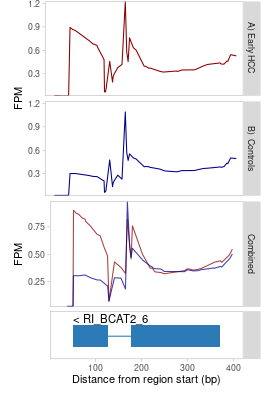 1.2
0.9
0.6
0.3
A) Early HCC
FPM
1.2
0.9
0.6
0.3
B) Controls
0.75
0.50
0.25
FPM
Combined
< RI_BCAT2_6
100 200 300 400
Distance from region start (bp)